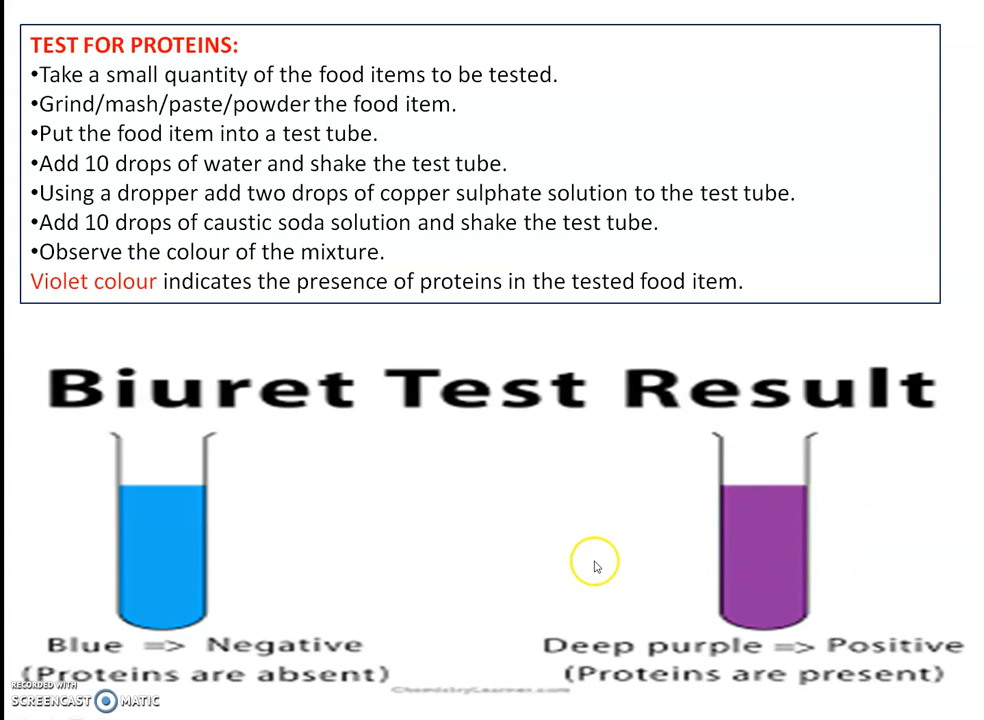 TEST FOR PROTEINS:
•Take a small quantity of the food items to be tested.
•Grind/mash/paste/powder the food item.
•Put the food item into a test tube.
•Add 10 drops of water and shake the test tube.
•Using a dropper add two drops of copper sulphate solution to the test tube.
•Add 10 drops of caustic soda solution and shake the test tube.
•Observe the colour of the mixture.
Violet colour indicates the presence of proteins in the tested food item.
Biuret Test Result
Blue => Negative
(Proteins are absent)
Deep purple => Positive
(Proteins are present)
ChemistryLearner.com
RECORDED WITH
SCREENCAST MATIC